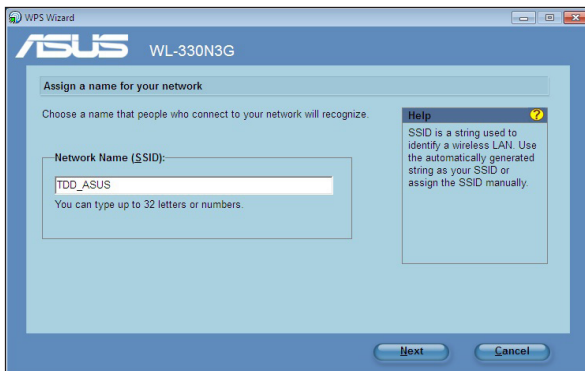 WPS Wizard
ASUS WL-330N3G
Assign a name for your network
Choose a name that people who connect to your network will recognize.
Network Name (SSID):
TDD_ASUS
You can type up to 32 letters or numbers.
Help
SSID is a string used to
identify a wireless LAN. Use
the automatically generated
string as your SSID or
assign the SSID manually.
Next Cancel